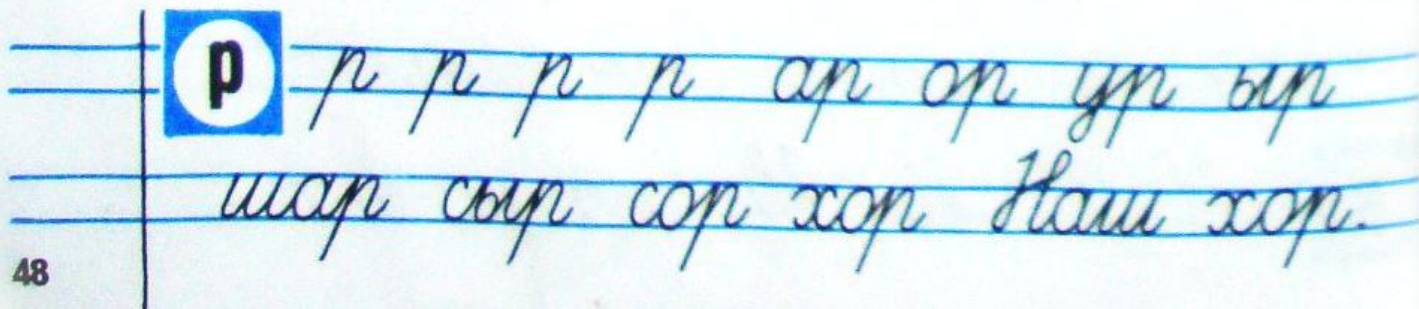 р р р р р ар ор ур ыр
шар сыр сор хор Наш хор.
48